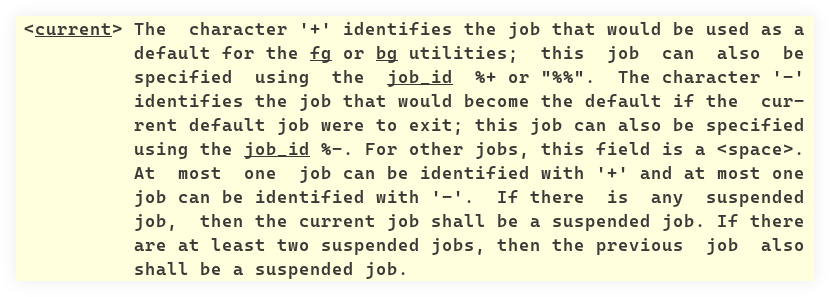 <current> The  character '+' identifies the job that would be used as a
default for the fg or bg utilities;  this  job  can  also  be
specified  using  the  job_id  %+ or "%%".  The character '-'
identifies the job that would become the default if the  cur-
rent default job were to exit; this job can also be specified
using the job_id %-. For other jobs, this field is a <space>.
At  most  one  job can be identified with '+' and at most one
job can be identified with '-'.  If there  is  any  suspended
job,  then the current job shall be a suspended job. If there
are at least two suspended jobs, then the previous  job  also
shall be a suspended job.